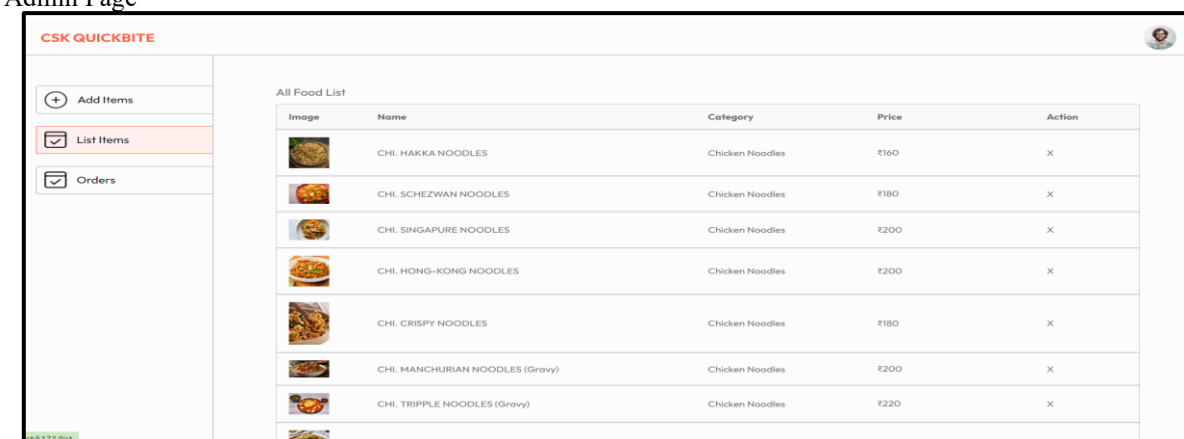 Admin Page
CSK QUICKBITE
Add Items
List Items
Orders
All Food List
Image Name Category Price Action
CHI. HAKKA NOODLES Chicken Noodles ₹160 X
CHI. SCHEZWAN NOODLES Chicken Noodles ₹180 X
CHI. SINGAPURE NOODLES Chicken Noodles ₹200 X
CHI. HONG-KONG NOODLES Chicken Noodles ₹200 X
CHI. CRISPY NOODLES Chicken Noodles ₹180 X
CHI. MANCHURIAN NOODLES (Gravy) Chicken Noodles ₹200 X
CHI. TRIPPLE NOODLES (Gravy) Chicken Noodles ₹220 X